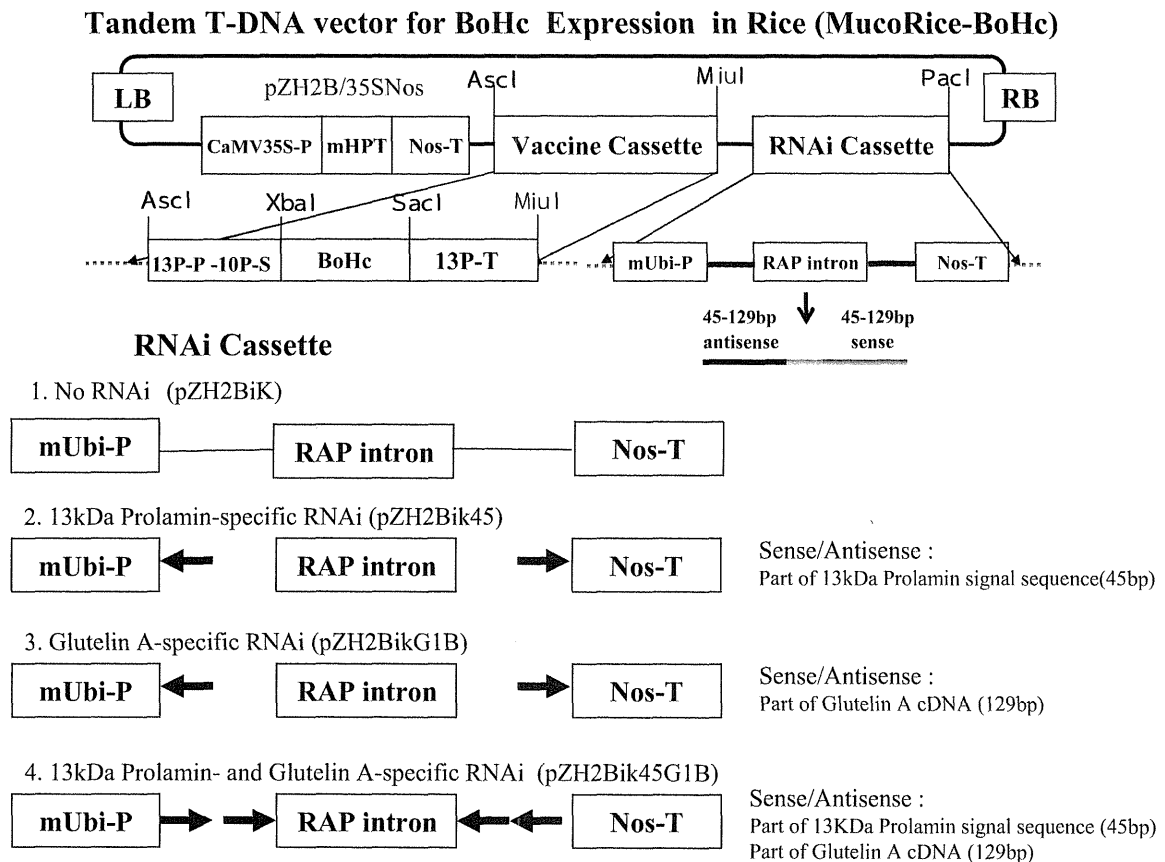 Tandem T-DNA vector for BoHc Expression in Rice (MucoRice-BoHc)
LB
pZH2B/35SNos
AscI
MiuI
PacI
RB
CaMV35S-P
mHPT
Nos-T
Vaccine Cassette
RNAi Cassette
AscI
XbaI
SacI
MiuI
13P-P -10P-S
BoHc
13P-T
mUbi-P
RAP intron
Nos-T
45-129bp
antisense
45-129bp
sense
RNAi Cassette
1. No RNAi (pZH2BiK)
mUbi-P
RAP intron
Nos-T
2. 13kDa Prolamin-specific RNAi (pZH2Bik45)
mUbi-P
RAP intron
Nos-T
Sense/Antisense :
Part of 13kDa Prolamin signal sequence(45bp)
3. Glutelin A-specific RNAi (pZH2BikG1B)
mUbi-P
RAP intron
Nos-T
Sense/Antisense :
Part of Glutelin A cDNA (129bp)
4. 13kDa Prolamin- and Glutelin A-specific RNAi (pZH2Bik45G1B)
mUbi-P
RAP intron
Nos-T
Sense/Antisense :
Part of 13KDa Prolamin signal sequence (45bp)
Part of Glutelin A cDNA (129bp)